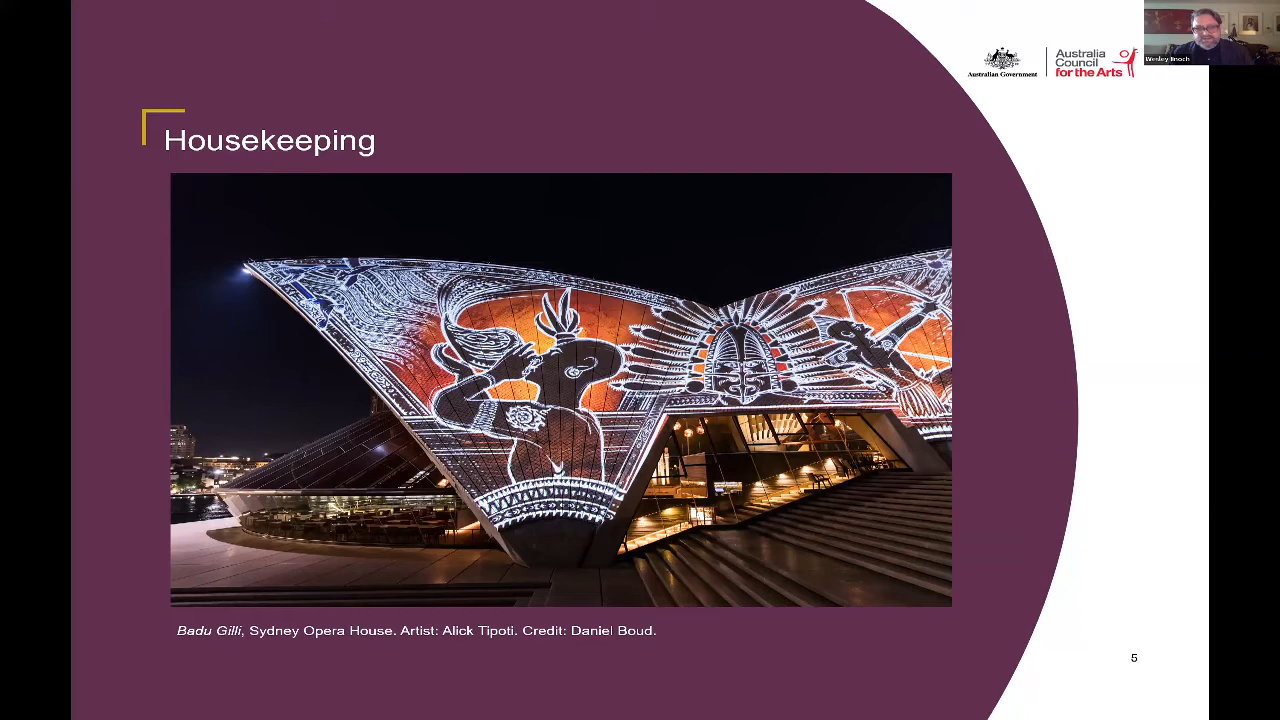 Australian Government
Australia
Council
for the Arts
Wesley Enoch
Housekeeping
Badu Gilli, Sydney Opera House. Artist: Alick Tipoti. Credit: Daniel Boud.
5